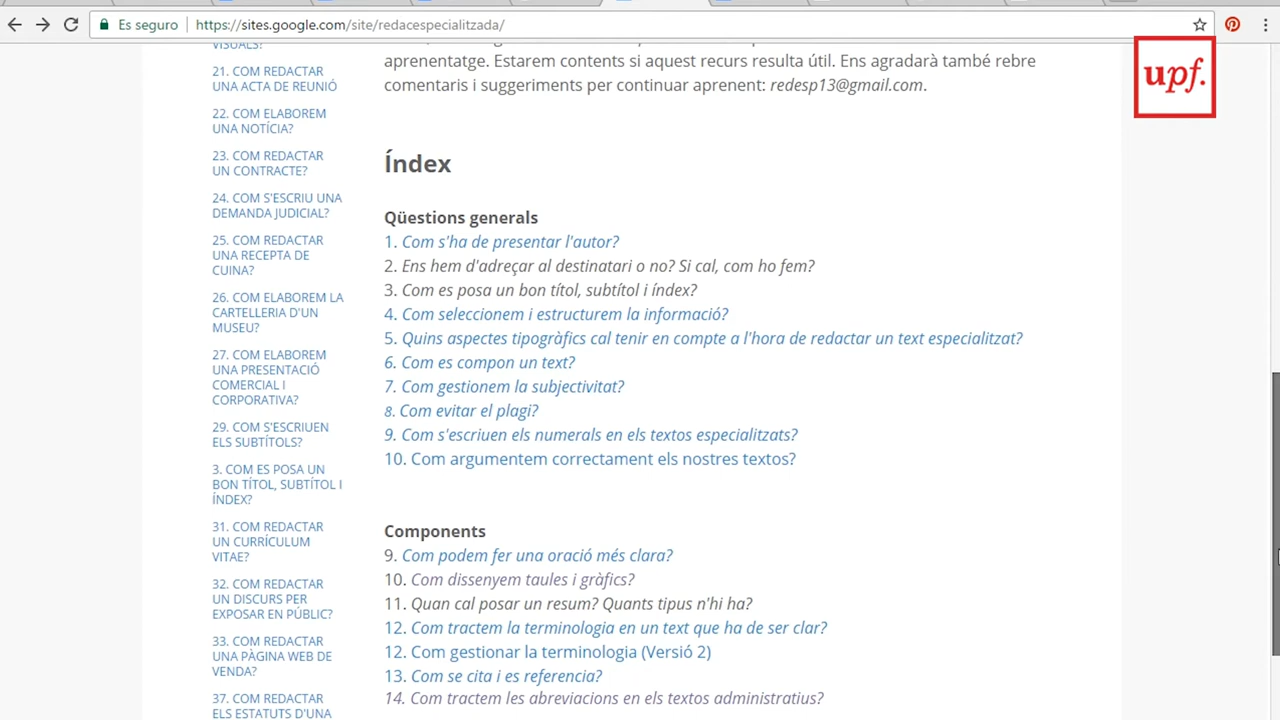 Es seguro
https://sites.google.com/site/redacespecialitzada/
upf.
VISUALS?
21. COM REDACTAR
UNA ACTA DE REUNIÓ
22. COM ELABOREM
UNA NOTÍCIA?
23. COM REDACTAR
UN CONTRACTE?
24. COM S'ESCRIU UNA
DEMANDA JUDICIAL?
25. COM REDACTAR
UNA RECEPTA DE
CUINA?
26. COM ELABOREM LA
CARTELLERIA D'UN
MUSEU?
27. COM ELABOREM
UNA PRESENTACIÓ
COMERCIAL I
CORPORATIVA?
29. COM S'ESCRIUEN
ELS SUBTÍTOLS?
3. COM ES POSA UN
BON TÍTOL, SUBTÍTOL I
ÍNDEX?
31. COM REDACTAR
UN CURRÍCULUM
VITAE?
32. COM REDACTAR
UN DISCURS PER
EXPOSAR EN PÚBLIC?
33. COM REDACTAR
UNA PÀGINA WEB DE
VENDA?
37. COM REDACTAR
ELS ESTATUTS D'UNA
aprenentatge. Estarem contents si aquest recurs resulta útil. Ens agradarà també rebre
comentaris i suggeriments per continuar aprenent: redesp13@gmail.com.
Índex
Qüestions generals
1. Com s'ha de presentar l'autor?
2. Ens hem d'adreçar al destinatari o no? Si cal, com ho fem?
3. Com es posa un bon títol, subtítol i índex?
4. Com seleccionem i estructurem la informació?
5. Quins aspectes tipogràfics cal tenir en compte a l'hora de redactar un text especialitzat?
6. Com es compon un text?
7. Com gestionem la subjectivitat?
8. Com evitar el plagi?
9. Com s'escriuen els numerals en els textos especialitzats?
10. Com argumentem correctament els nostres textos?
Components
9. Com podem fer una oració més clara?
10. Com dissenyem taules i gràfics?
11. Quan cal posar un resum? Quants tipus n'hi ha?
12. Com tractem la terminologia en un text que ha de ser clar?
12. Com gestionar la terminologia (Versió 2)
13. Com se cita i es referencia?
14. Com tractem les abreviacions en els textos administratius?